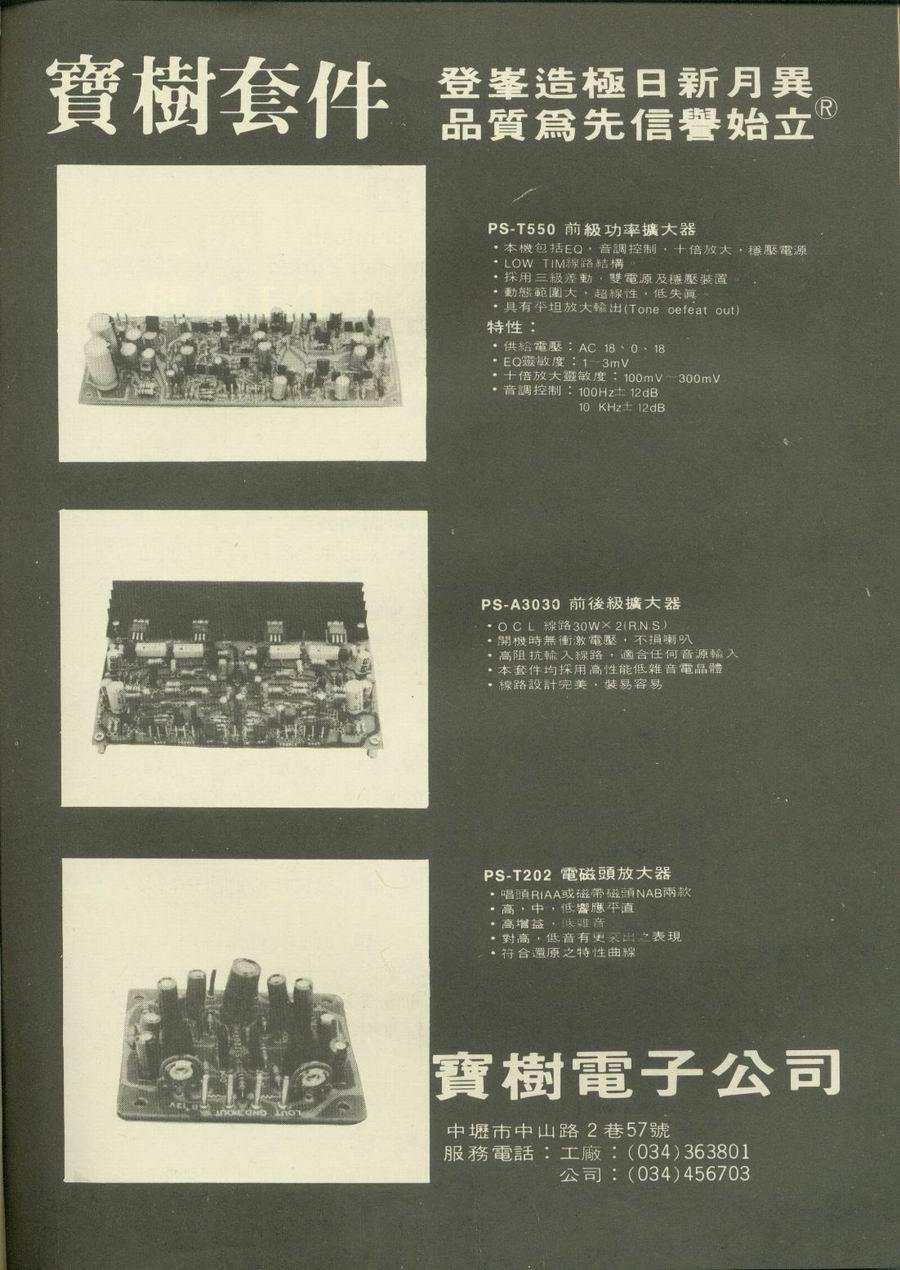 寶樹套件
登峯造極日新月異
品質爲先信譽始立®
PS-T550 前級功率擴大器
・本機包括EQ，音調控制，十倍放大，穩壓電源
・LOW TIM線路結構。
・採用三級差動，雙電源及穩壓裝置
・動態範圍大，超線性，低失眞。
・具有平坦放大輸出(Tone oefeat out)
特性：
・供給電壓：AC 18、0、18
・EQ靈敏度：1—3mV
・十倍放大靈敏度：100mV—300mV
・音調控制：100Hz± 12dB
10 KHz± 12dB
PS-A3030 前後級擴大器
・O C L 線路30W×2(R.N.S.)
・開機時無衝激電壓，不損喇叭
・高阻抗輸入線路，適合任何音源輸入
・本套件均採用高性能低雜音電晶體
・線路設計完美，裝易容易
PS-T202 電磁頭放大器
・唱頭RIAA或磁帶磁頭NAB兩款
・高，中，低響應平直
・高增益，低雜音
・對高，低音有更突出之表現
・符合還原之特性曲線
LOUT GND ROUT
12V
寶樹電子公司
中壢市中山路2巷57號
服務電話：工廠：(034)363801
公司：(034)456703